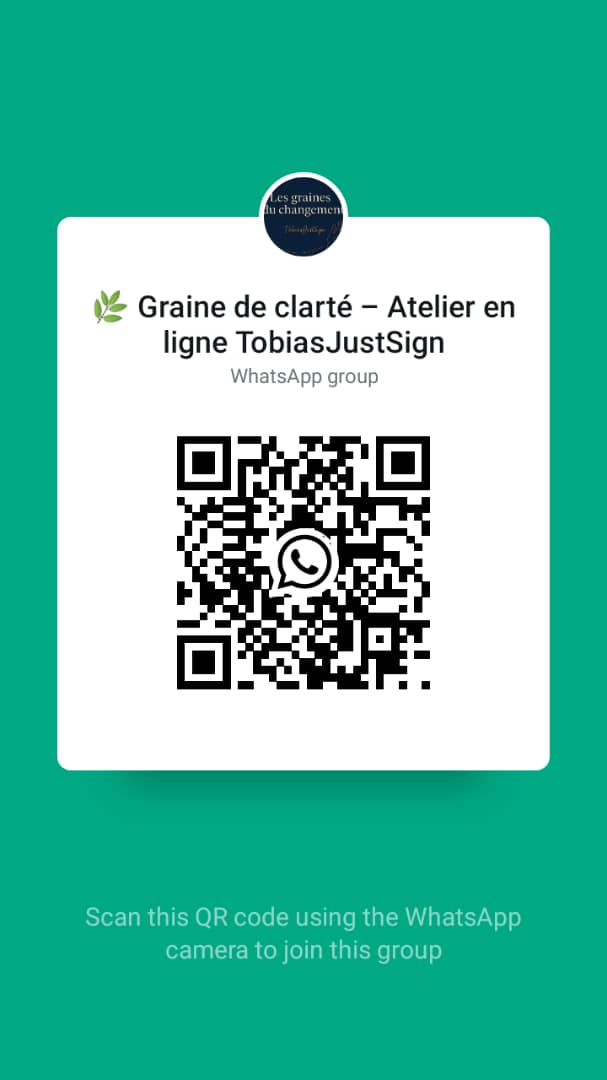 Les graines
du changement
🌿 Graine de clarté – Atelier en
ligne TobiasJustSign
WhatsApp group
Scan this QR code using the WhatsApp
camera to join this group